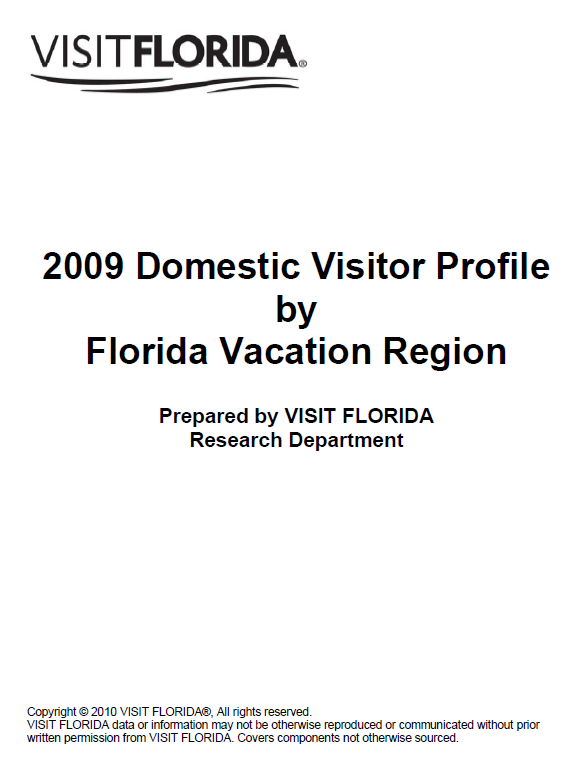 VISITFLORIDA®
2009 Domestic Visitor Profile
by
Florida Vacation Region
Prepared by VISIT FLORIDA
Research Department
Copyright © 2010 VISIT FLORIDA®, All rights reserved.
VISIT FLORIDA data or information may not be otherwise reproduced or communicated without prior
written permission from VISIT FLORIDA. Covers components not otherwise sourced.